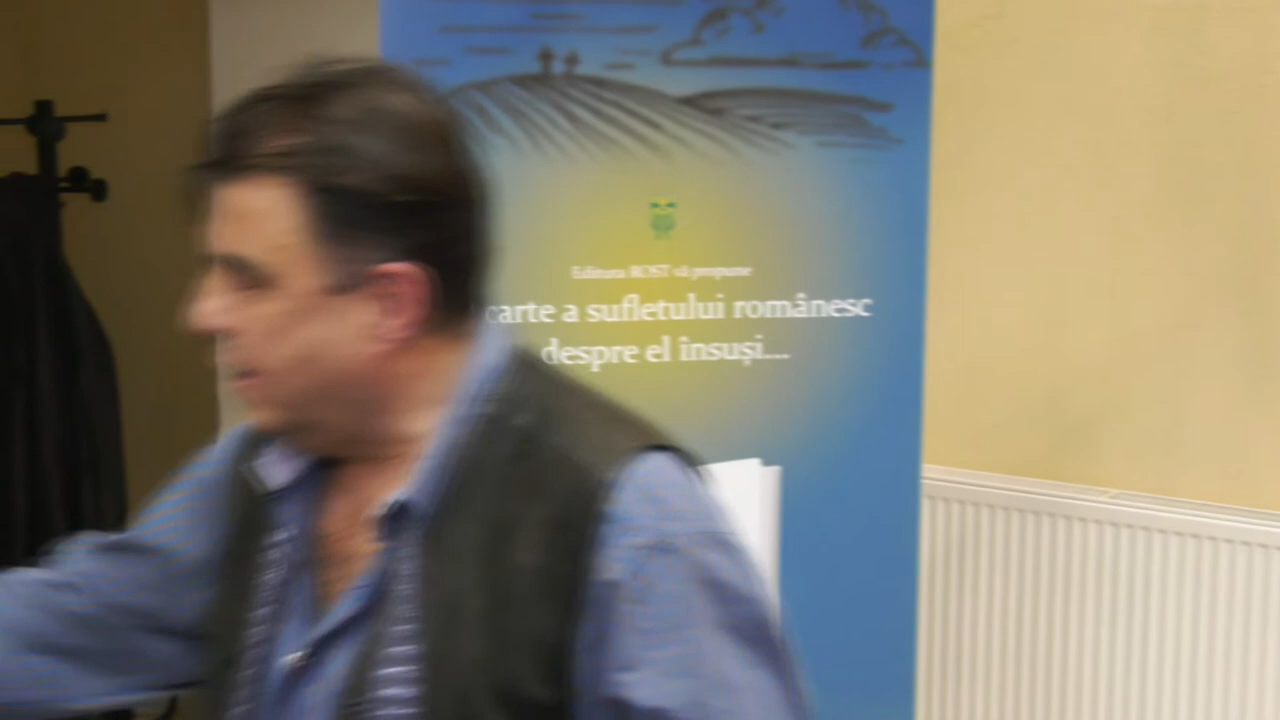 Editura ROST vă propune
carte a sufletului românesc
despre el însuși...